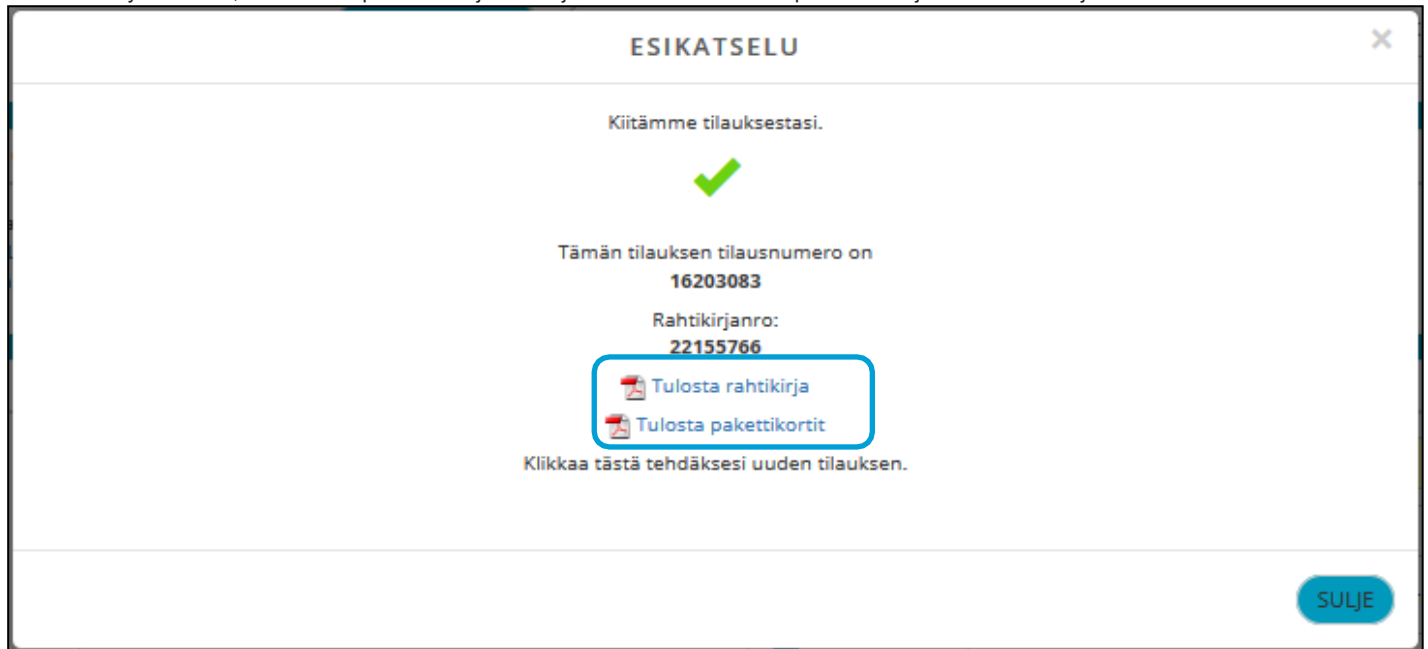 ESIKATSELU
×
Kiitämme tilauksestasi.
Tämän tilauksen tilausnumero on
16203083
Rahtikirjanro:
22155766
Tulosta rahtikirja
Tulosta pakettikortit
Klikkaa tästä tehdäksesi uuden tilauksen.
SULJE